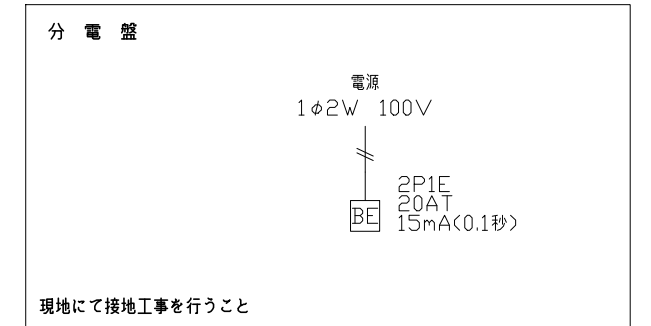 分 電 盤
電源
1φ2W 100V
2P1E
20AT
BE
15mA(0.1秒)
現地にて接地工事を行うこと